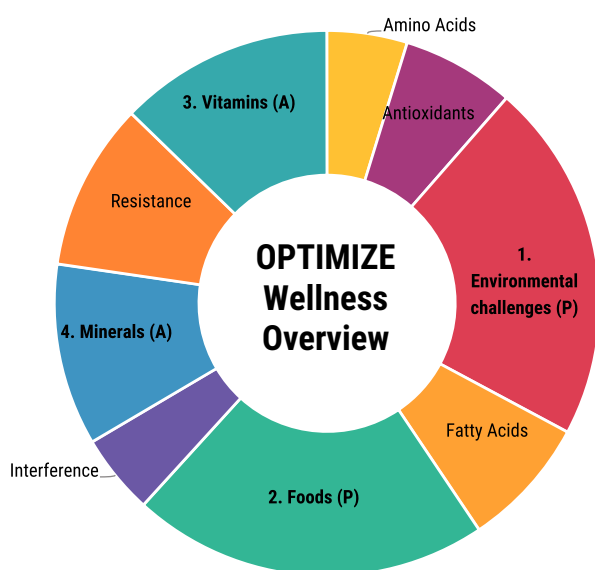 Amino Acids
3. Vitamins (A)
Antioxidants
Resistance
OPTIMIZE
Wellness
Overview
1.
Environmental
challenges (P)
4. Minerals (A)
Fatty Acids
Interference
2. Foods (P)